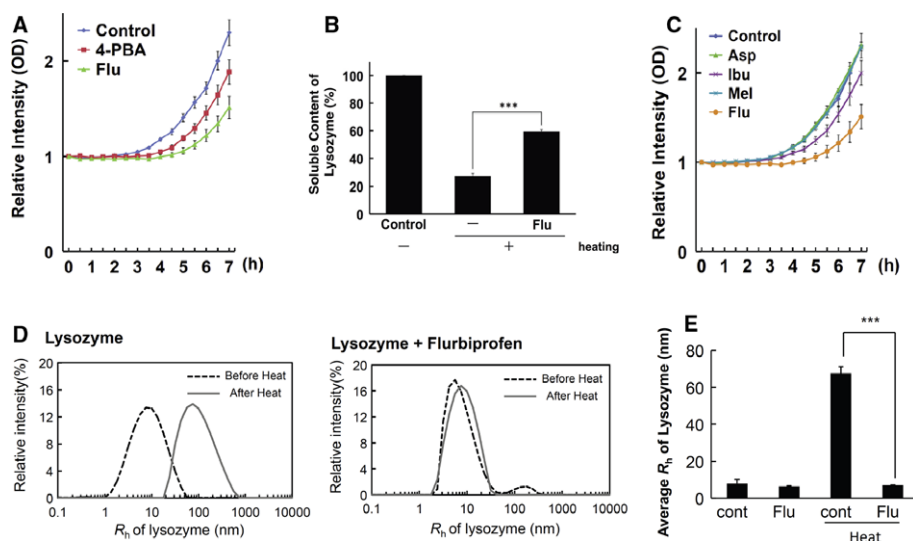 A
Control
4-PBA
Flu
Relative Intensity (OD)
2
1
0
0 1 2 3 4 5 6 7 (h)
B
Soluble Content of
Lysozyme (%)
100
80
60
40
20
0
***
Control
— Flu
— + heating
C
Control
Asp
Ibu
Mel
Flu
Relative Intensity (OD)
2
1
0
0 1 2 3 4 5 6 7 (h)
D
Lysozyme
Relative intensity(%)
20
16
12
8
4
0
Before Heat
After Heat
0.1 1 10 100 1000 10000
Rh of lysozyme (nm)
Lysozyme + Flurbiprofen
Relative intensity(%)
20
16
12
8
4
0
Before Heat
After Heat
0.1 1 10 100 1000 10000
Rh of lysozyme (nm)
E
Average Rh of Lysozyme (nm)
80
60
40
20
0
***
cont Flu cont Flu
Heat